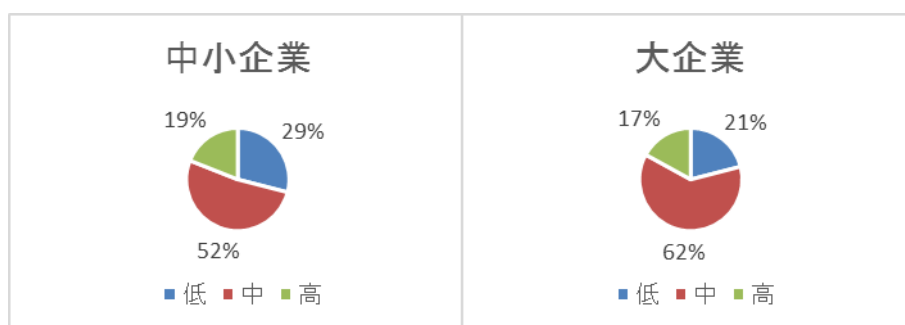 中小企業
19%
29%
52%
低 中 高
大企業
17%
21%
62%
低 中 高